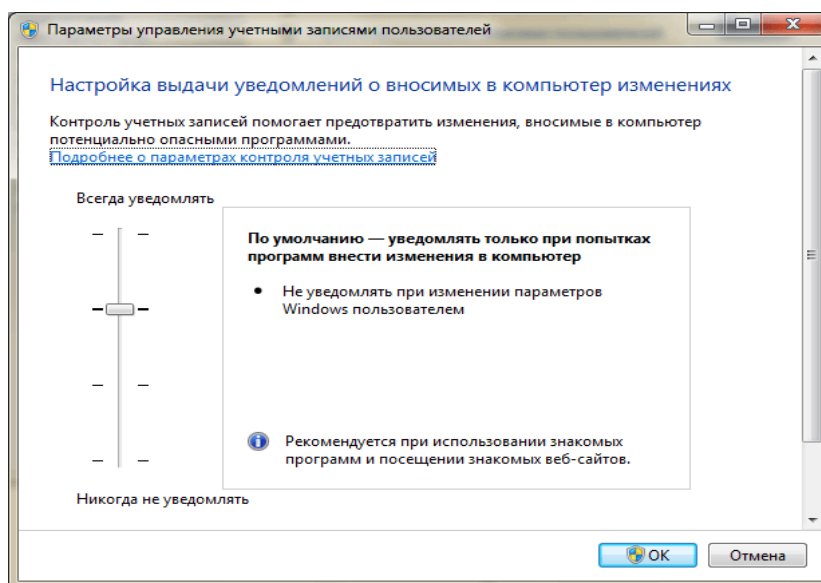 Параметры управления учетными записями пользователей
Настройка выдачи уведомлений о вносимых в компьютер изменениях
Контроль учетных записей помогает предотвратить изменения, вносимые в компьютер
потенциально опасными программами.
Подробнее о параметрах контроля учетных записей
Всегда уведомлять
По умолчанию — уведомлять только при попытках
программ внести изменения в компьютер
• Не уведомлять при изменении параметров
Windows пользователем
Рекомендуется при использовании знакомых
программ и посещении знакомых веб-сайтов.
Никогда не уведомлять
OK
Отмена